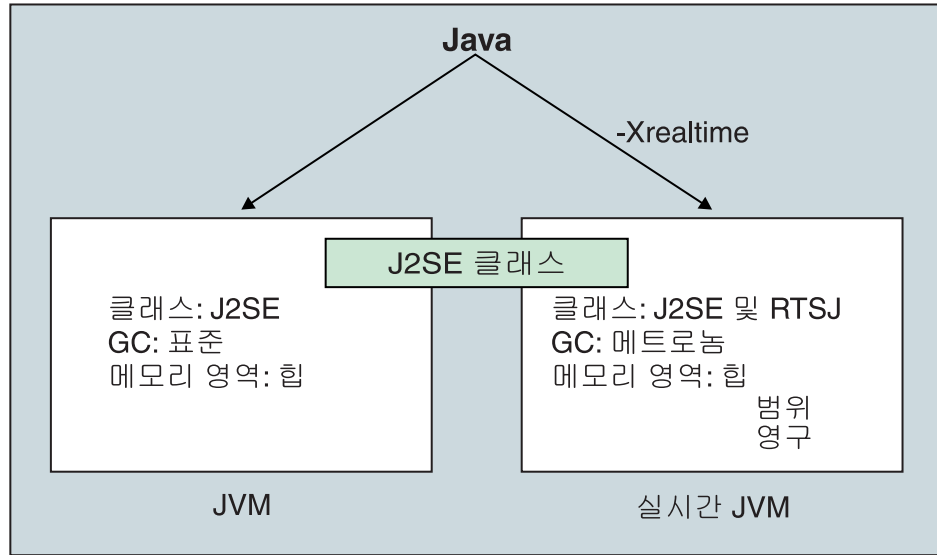 Java
-Xrealtime
J2SE 클래스
클래스: J2SE
GC: 표준
메모리 영역: 힙
클래스: J2SE 및 RTSJ
GC: 메트로놈
메모리 영역: 힙
범위
영구
JVM
실시간 JVM